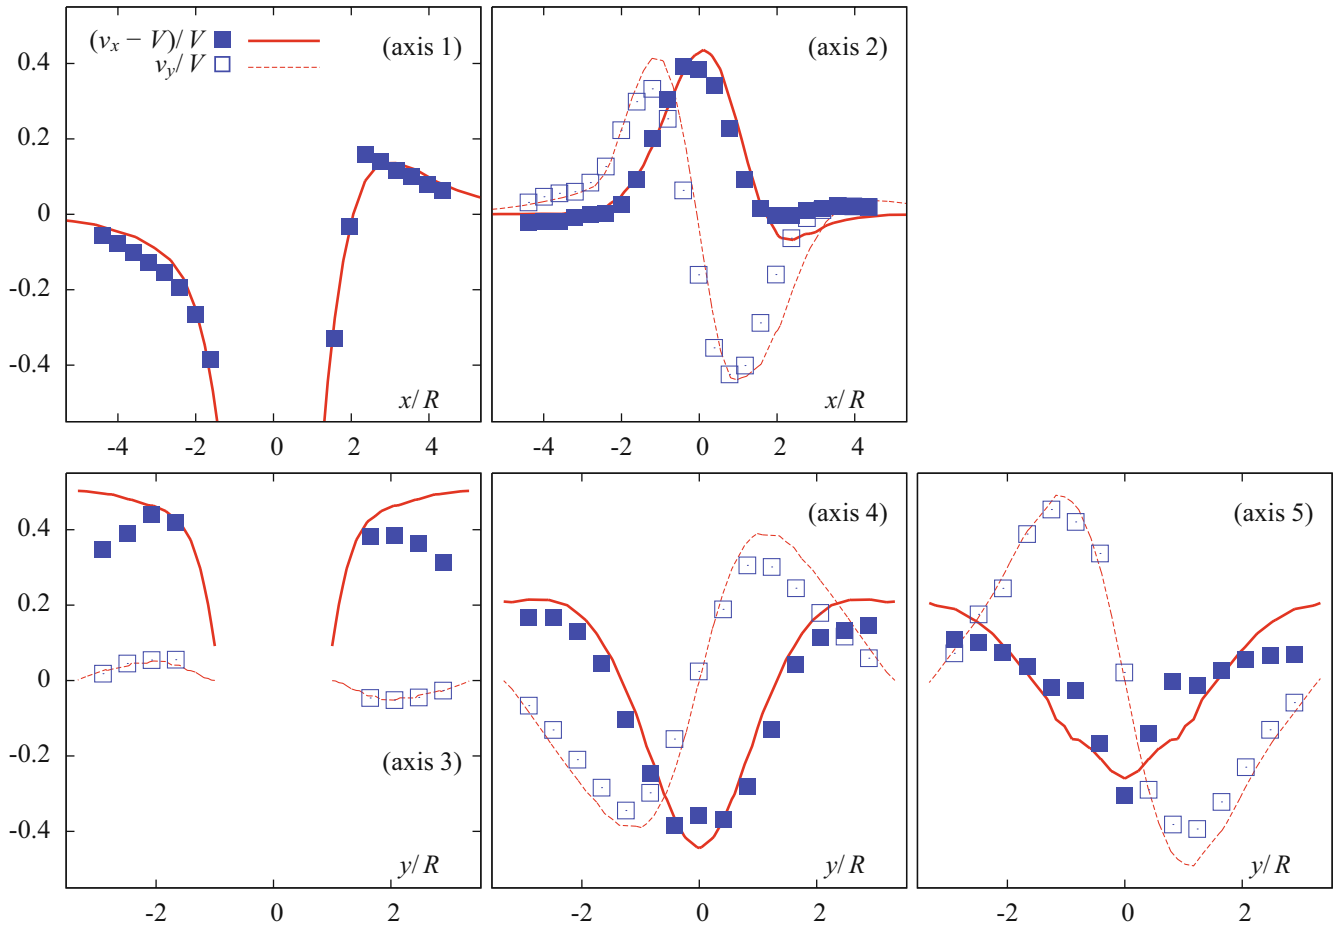 (vₓ − V)/ V
v_y/ V
(axis 1)
(axis 2)
0.4
0.2
0
-0.2
-0.4
x/ R
x/ R
-4 -2 0 2 4
-4 -2 0 2 4
0.4
0.2
0
-0.2
-0.4
(axis 3)
(axis 4)
(axis 5)
y/ R
y/ R
y/ R
-2 0 2
-2 0 2
-2 0 2